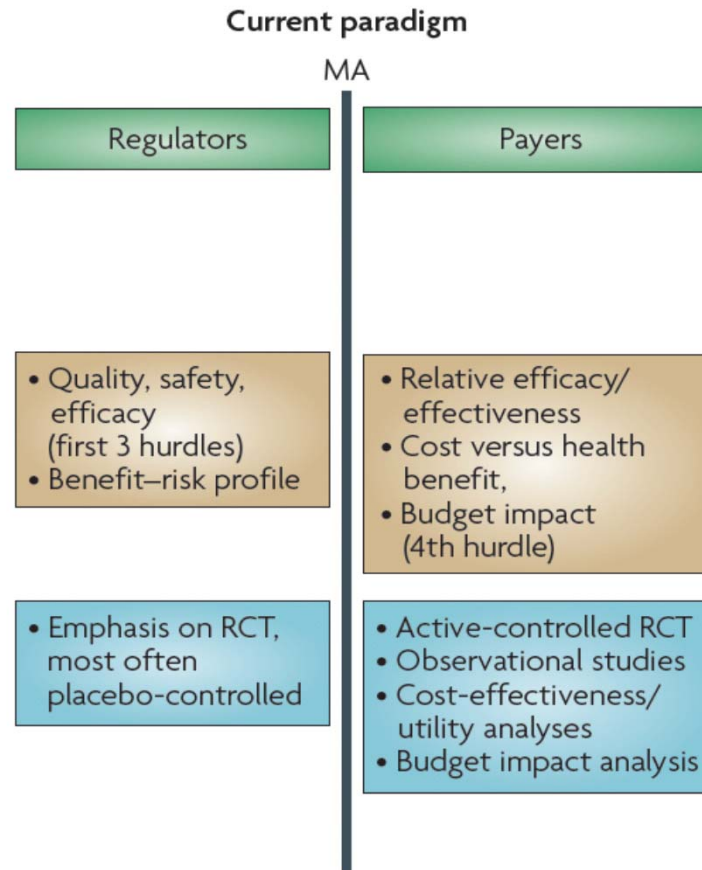 Current paradigm
MA
Regulators
Payers
• Quality, safety,
efficacy
(first 3 hurdles)
• Benefit–risk profile
• Relative efficacy/
effectiveness
• Cost versus health
benefit,
• Budget impact
(4th hurdle)
• Emphasis on RCT,
most often
placebo-controlled
• Active-controlled RCT
• Observational studies
• Cost-effectiveness/
utility analyses
• Budget impact analysis